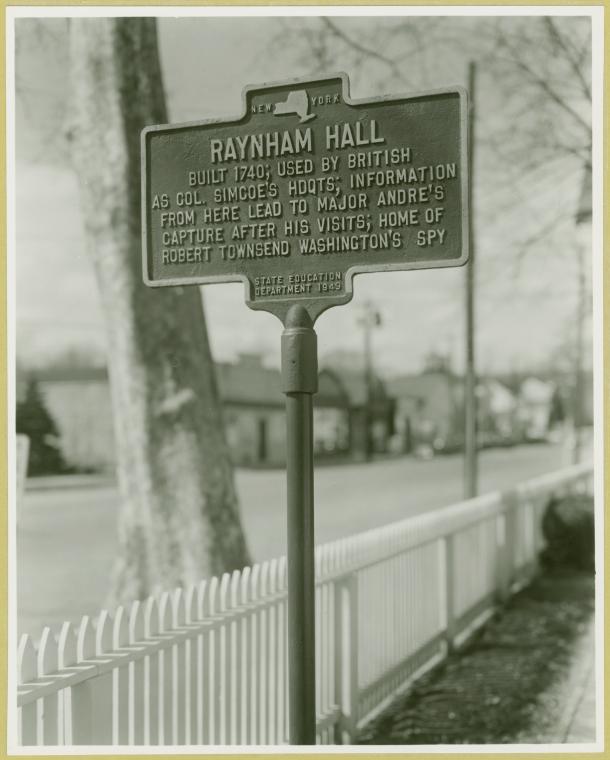 NEW YORK
RAYNHAM HALL
BUILT 1740; USED BY BRITISH
AS COL. SIMCOE'S HDQTS; INFORMATION
FROM HERE LEAD TO MAJOR ANDRE'S
CAPTURE AFTER HIS VISITS; HOME OF
ROBERT TOWNSEND WASHINGTON'S SPY
STATE EDUCATION
DEPARTMENT 1949